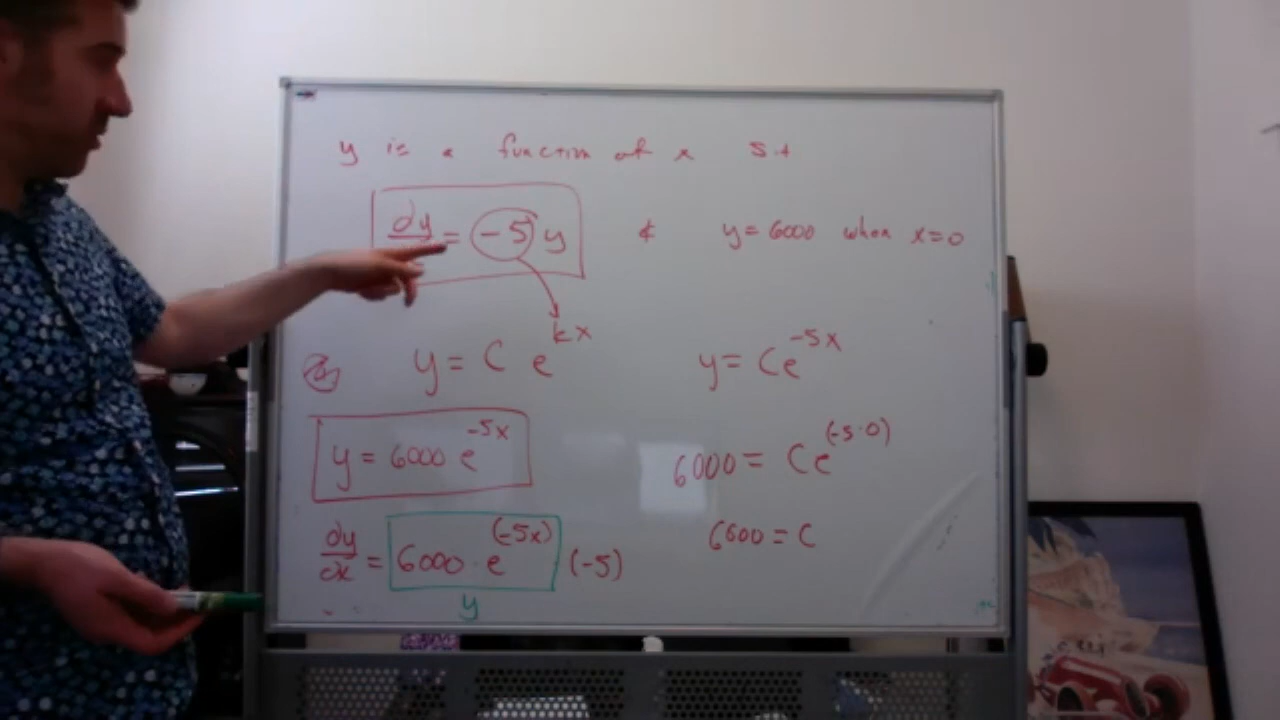 y is a function of x s.t
dy = -5 y & y = 6000 when x=0
y = C e^{kx} y = Ce^{-5x}
y = 6000 e^{-5x} 6000 = Ce^{(-5·0)}
dy/dx = 6000 · e^{(-5x)} (-5) 6000 = C
y